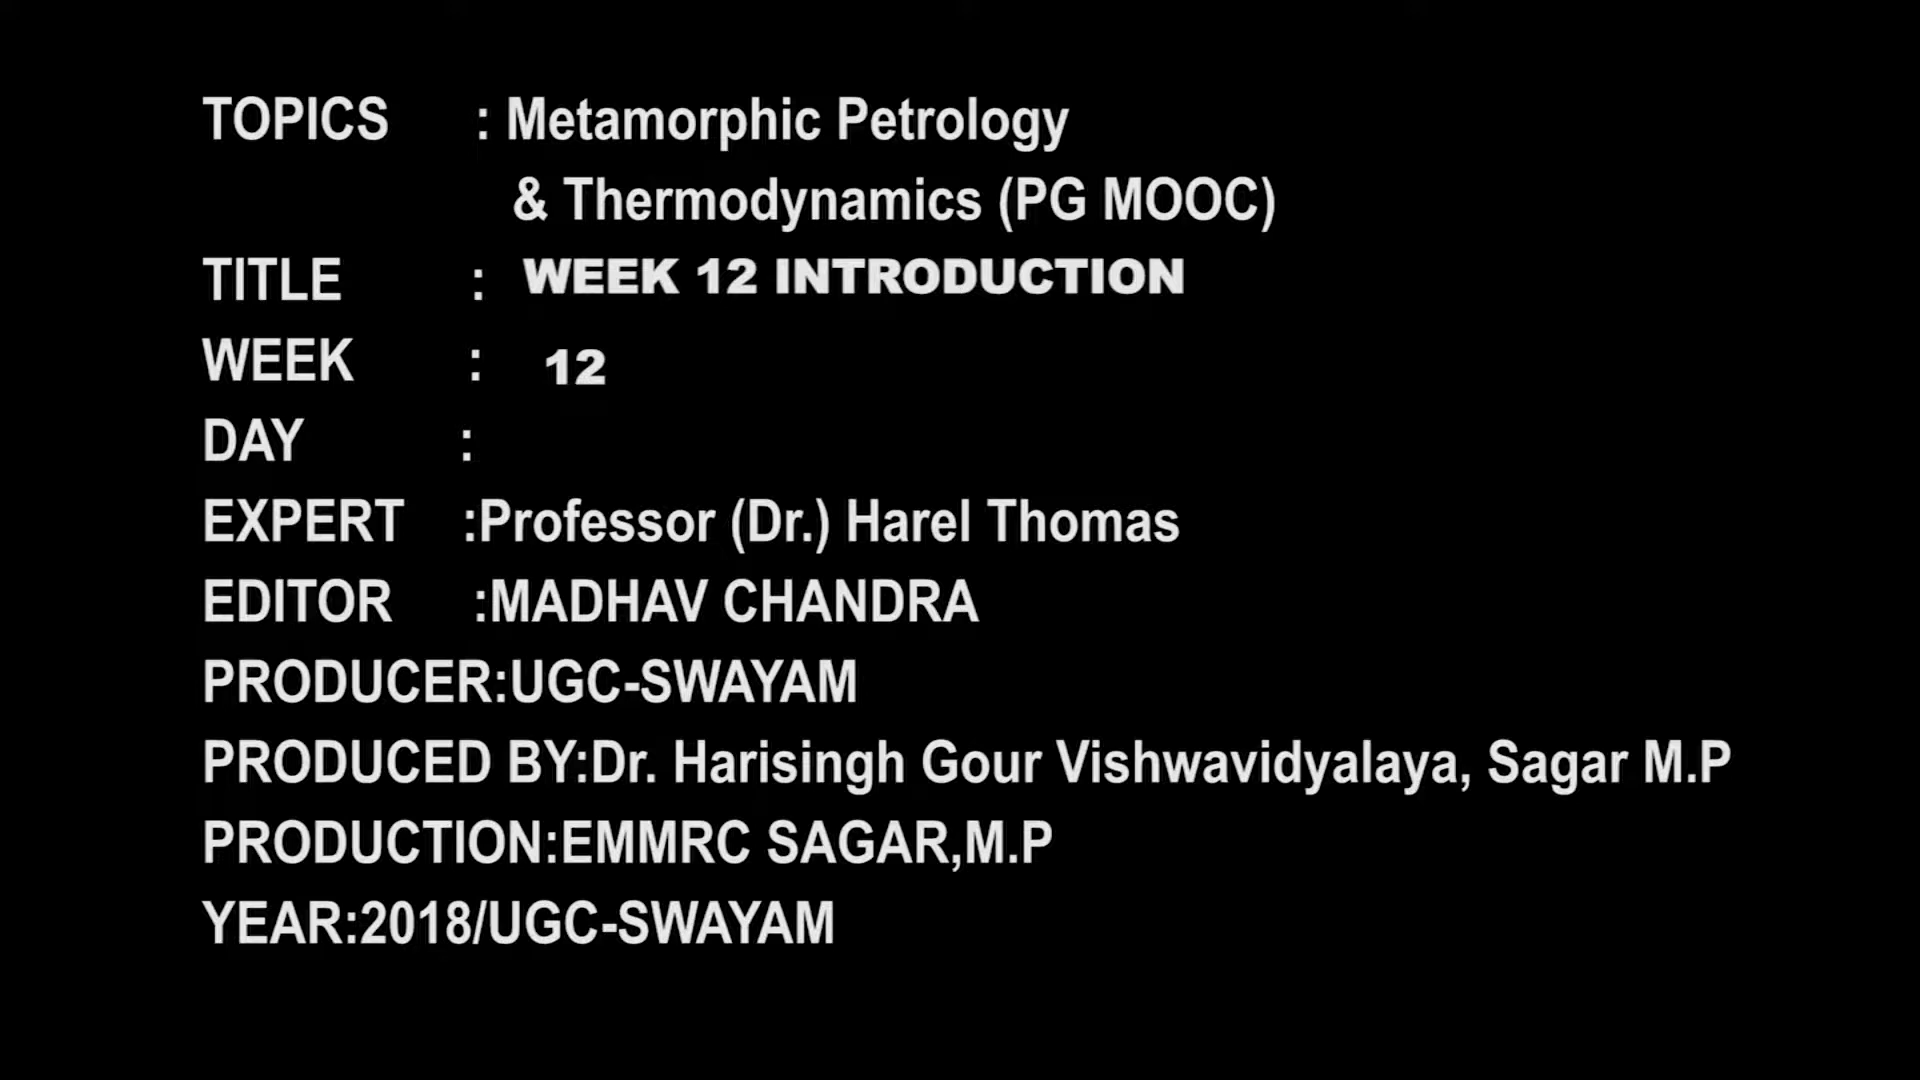 TOPICS : Metamorphic Petrology
& Thermodynamics (PG MOOC)
TITLE : WEEK 12 INTRODUCTION
WEEK : 12
DAY :
EXPERT :Professor (Dr.) Harel Thomas
EDITOR :MADHAV CHANDRA
PRODUCER:UGC-SWAYAM
PRODUCED BY:Dr. Harisingh Gour Vishwavidyalaya, Sagar M.P
PRODUCTION:EMMRC SAGAR,M.P
YEAR:2018/UGC-SWAYAM